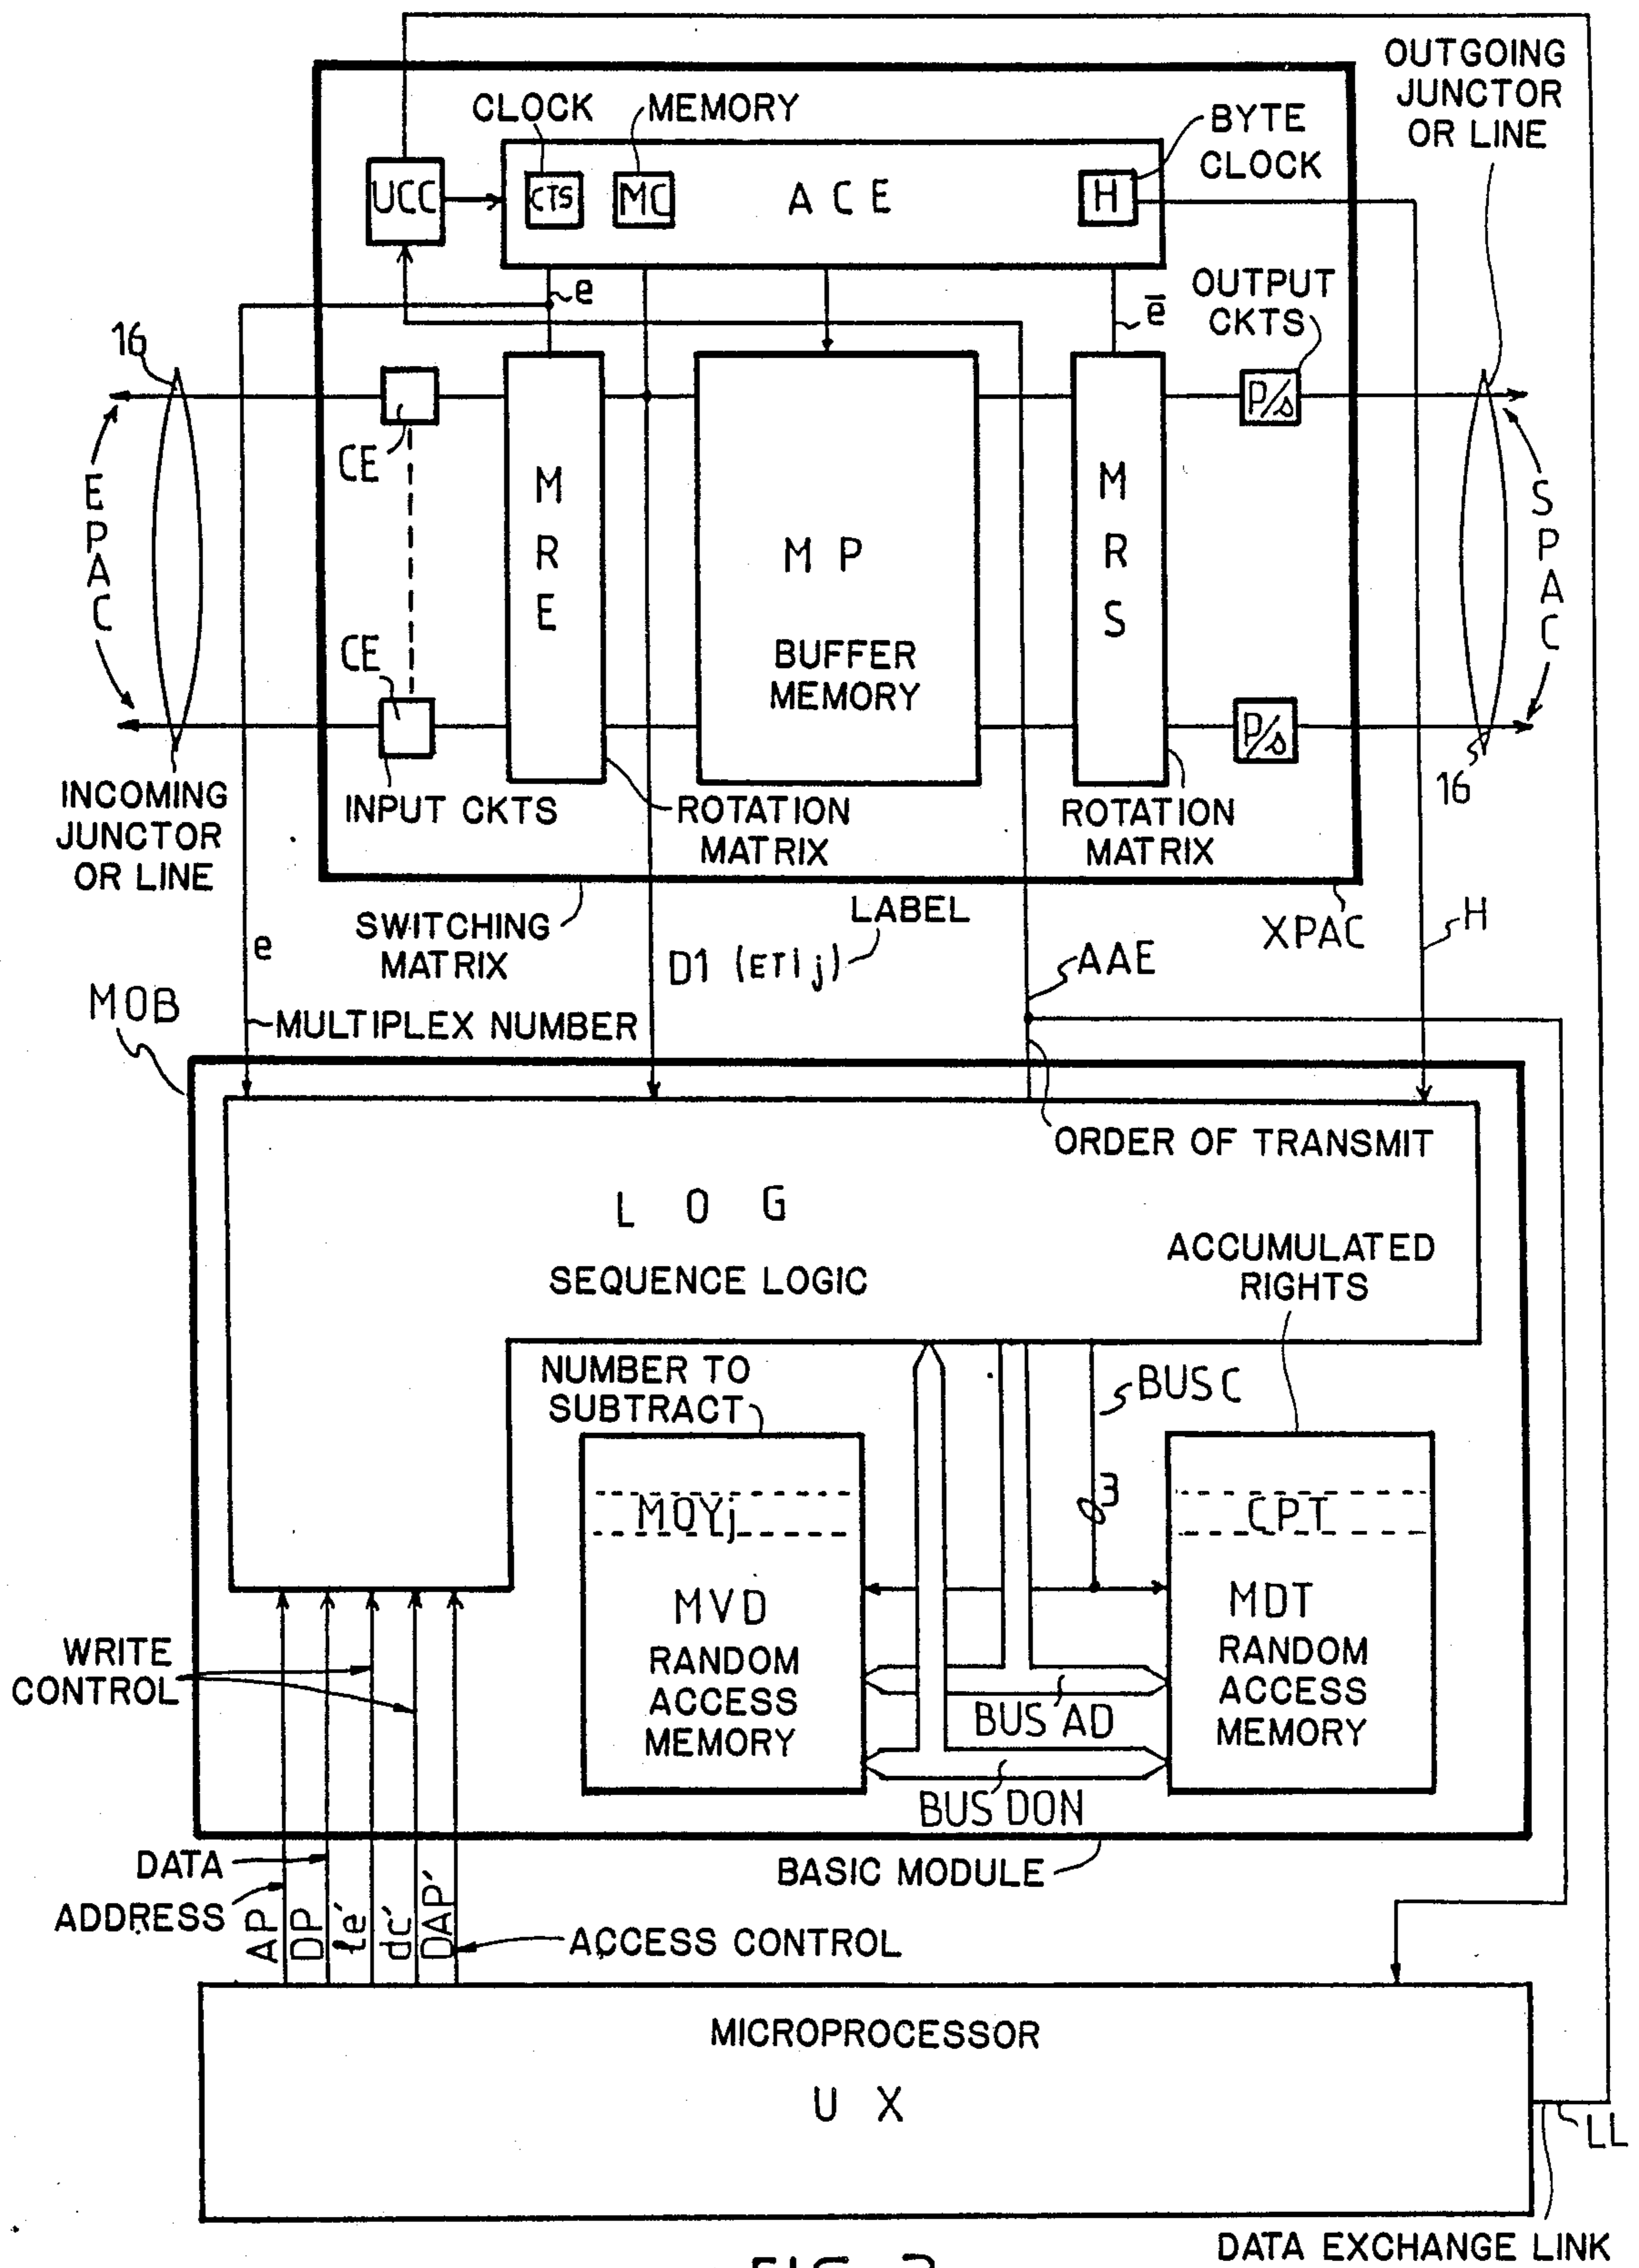 OUTGOING
JUNCTOR
OR LINE
CLOCK
MEMORY
BYTE
CLOCK
UCC
CTS
MC
A C E
H
e
e̅
OUTPUT
CKTS
16
P/s
CE
E
P
A
C
M
R
E
M P
BUFFER
MEMORY
M
R
S
S
P
A
C
CE
P/s
16
INCOMING
JUNCTOR
OR LINE
INPUT CKTS
ROTATION
MATRIX
ROTATION
MATRIX
SWITCHING
MATRIX
LABEL
XPAC
H
e
D1 (ETij)
AAE
MOB
MULTIPLEX NUMBER
ORDER OF TRANSMIT
L O G
SEQUENCE LOGIC
ACCUMULATED
RIGHTS
NUMBER TO
SUBTRACT
BUS C
3
MOYj
CPT
MVD
RANDOM
ACCESS
MEMORY
MDT
RANDOM
ACCESS
MEMORY
WRITE
CONTROL
BUS AD
BUS DON
DATA
BASIC MODULE
ADDRESS
AP
DP
dc'
DAP'
ACCESS CONTROL
MICROPROCESSOR
U X
LL
DATA EXCHANGE LINK